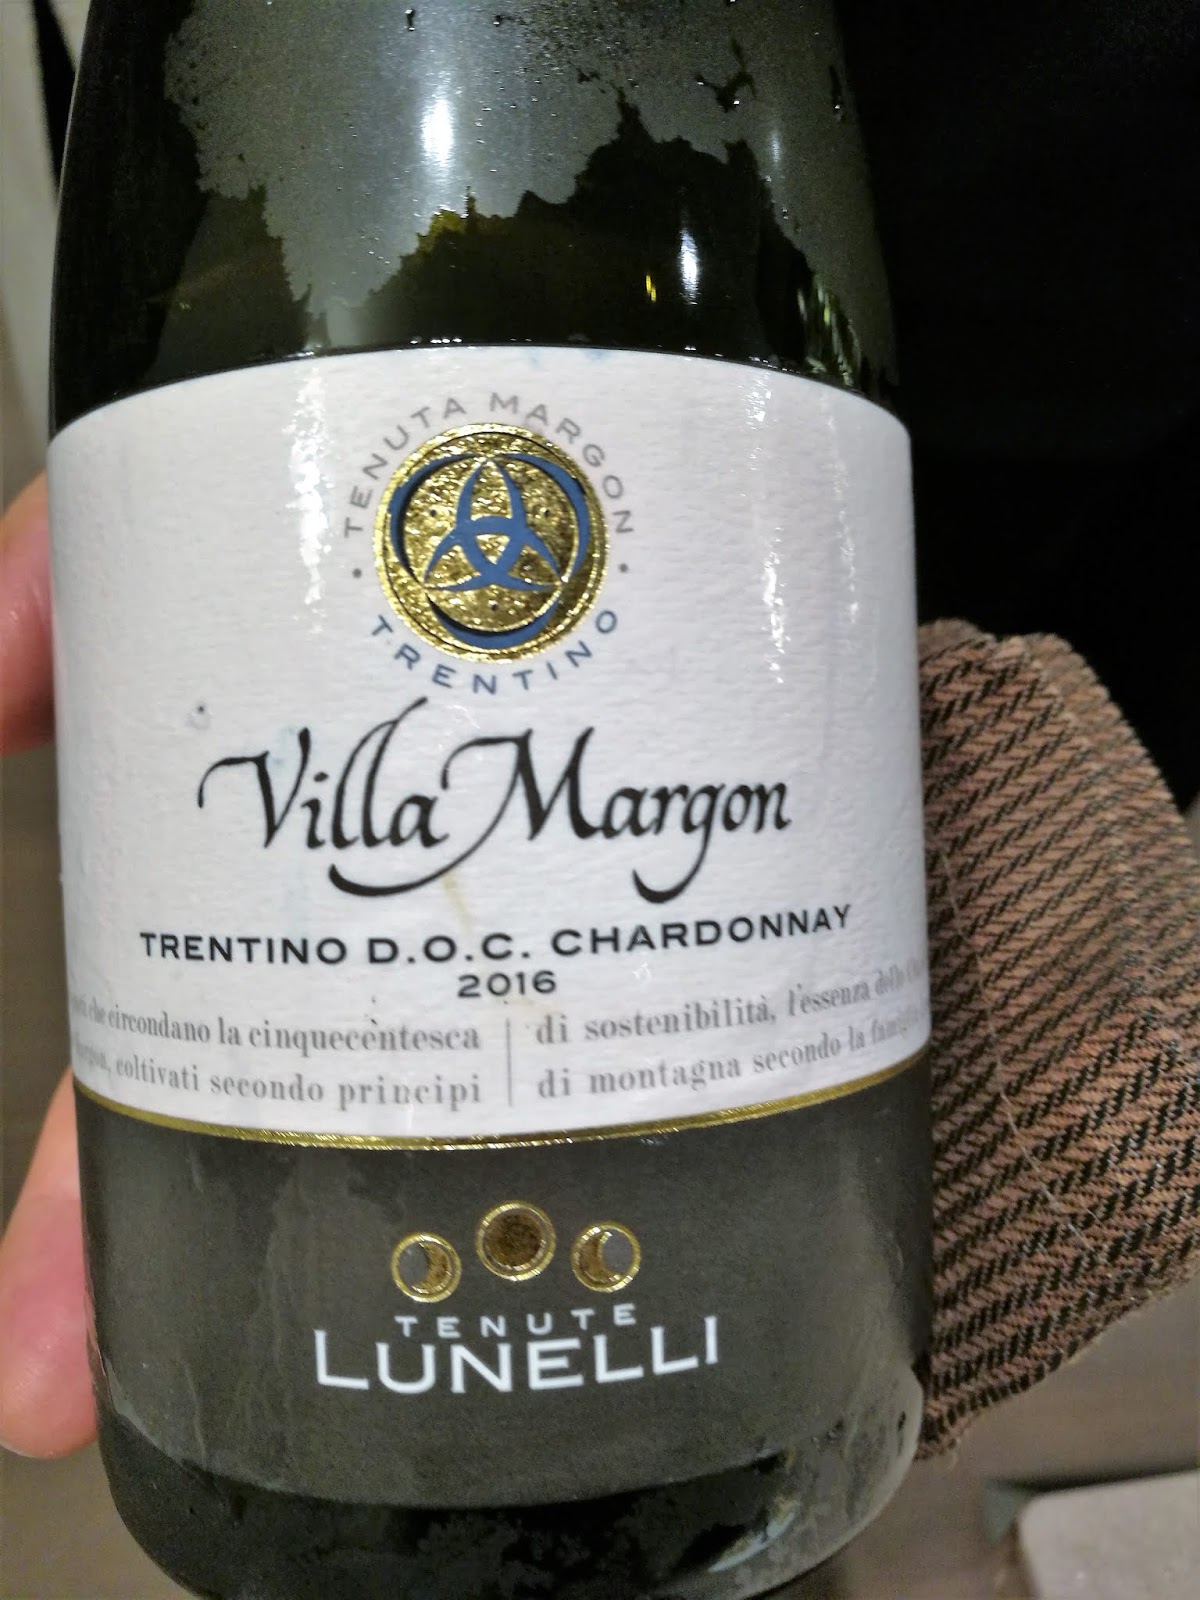 TENUTA MARGON
TRENTINO
Villa Margon
TRENTINO D.O.C. CHARDONNAY
2016
che circondano la cinquecentesca
coltivati secondo principi
di sostenibilità, l'essenza dello
di montagna secondo la famiglia
TENUTE
LUNELLI